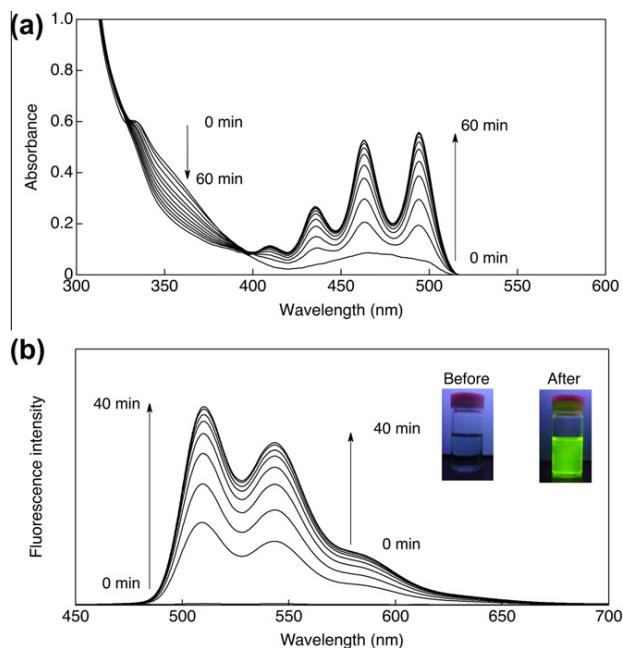 (a)
1.0
0.8
0.6
0.4
0.2
0
Absorbance
0 min
60 min
60 min
0 min
300 350 400 450 500 550 600
Wavelength (nm)
(b)
Fluorescence intensity
Before After
40 min
40 min
0 min
0 min
450 500 550 600 650 700
Wavelength (nm)